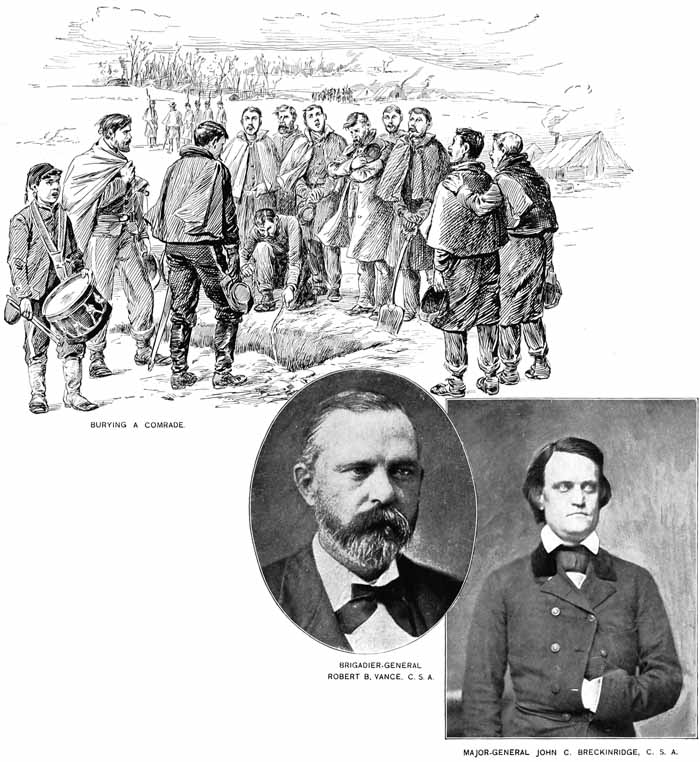 BURYING A COMRADE.
BRIGADIER-GENERAL
ROBERT B. VANCE, C. S. A.
MAJOR-GENERAL JOHN C. BRECKINRIDGE, C. S. A.